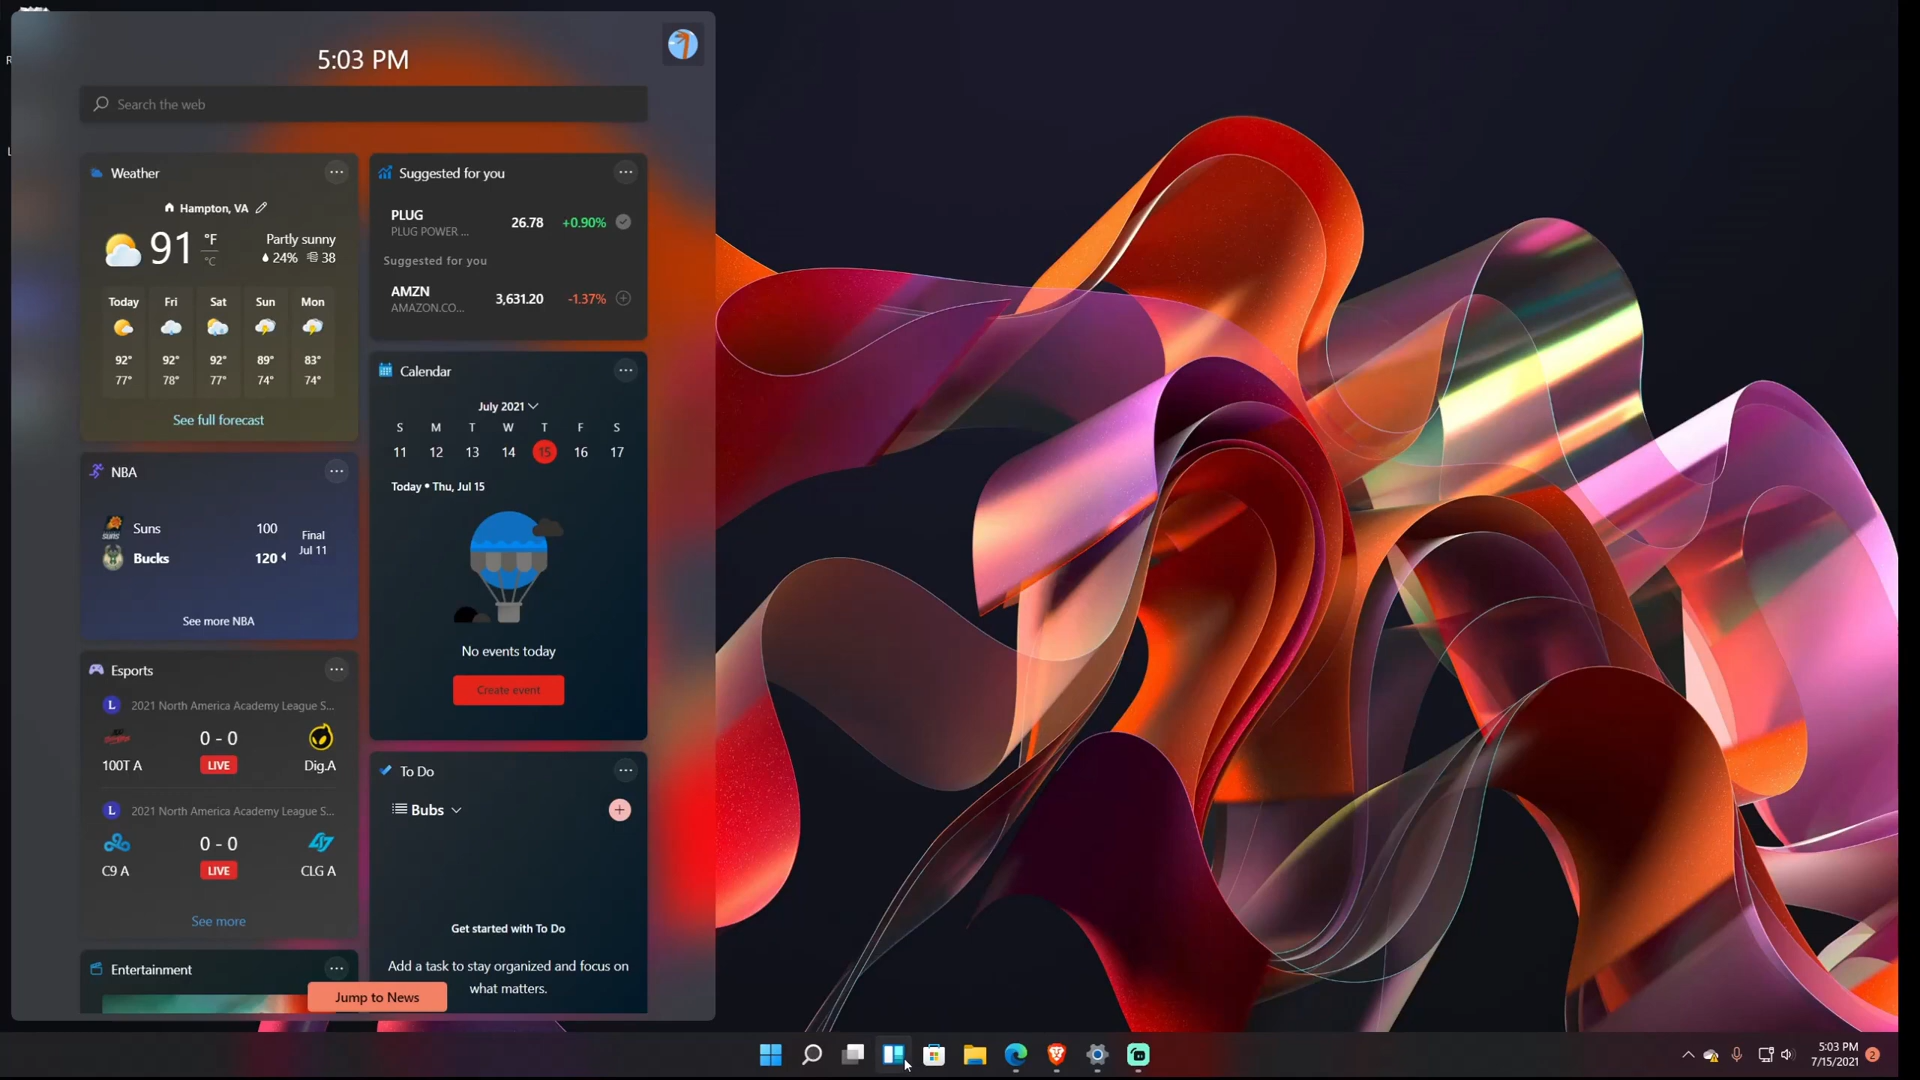 5:03 PM
Search the web
Weather
Hampton, VA
91 °F
°C
Partly sunny
24% 38
Today Fri Sat Sun Mon
92° 92° 92° 89° 83°
77° 78° 77° 74° 74°
See full forecast
NBA
Suns 100
Bucks 120
Final
Jul 11
See more NBA
Esports
L 2021 North America Academy League S...
0 - 0
100T A LIVE Dig.A
L 2021 North America Academy League S...
0 - 0
C9 A LIVE CLG A
See more
Entertainment
Suggested for you
PLUG 26.78 +0.90%
PLUG POWER ...
Suggested for you
AMZN 3,631.20 -1.37%
AMAZON.CO...
Calendar
July 2021
S M T W T F S
11 12 13 14 15 16 17
Today • Thu, Jul 15
No events today
Create event
To Do
Bubs
Get started with To Do
Add a task to stay organized and focus on
what matters.
Jump to News
5:03 PM
7/15/2021
2